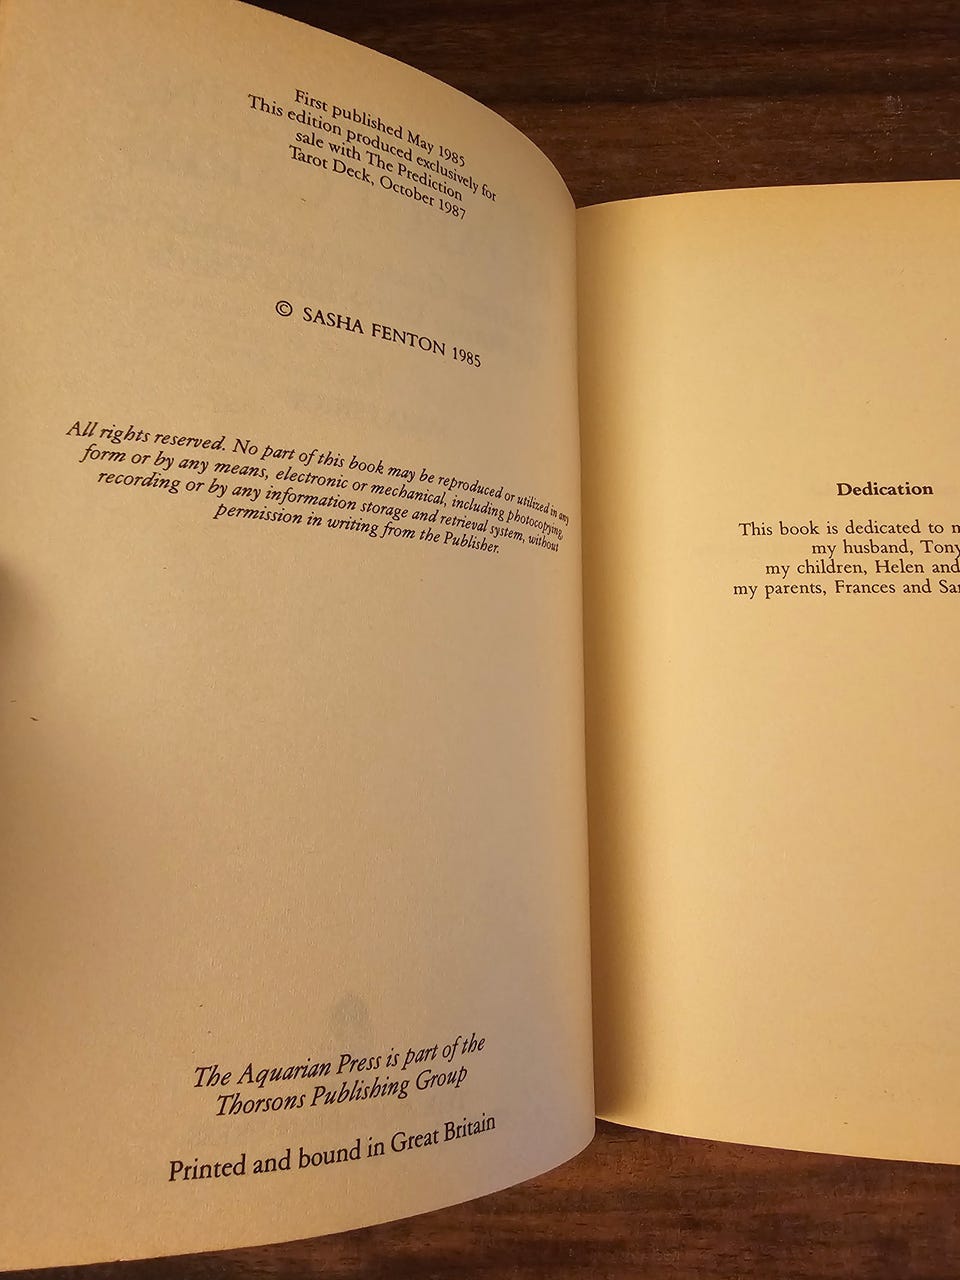 First published May 1985
This edition produced exclusively for
sale with The Prediction
Tarot Deck, October 1987
© SASHA FENTON 1985
All rights reserved. No part of this book may be reproduced or utilized in any
form or by any means, electronic or mechanical, including photocopying,
recording or by any information storage and retrieval system, without
permission in writing from the Publisher.
The Aquarian Press is part of the
Thorsons Publishing Group
Printed and bound in Great Britain
Dedication
This book is dedicated to
my husband, Tony
my children, Helen and
my parents, Frances and